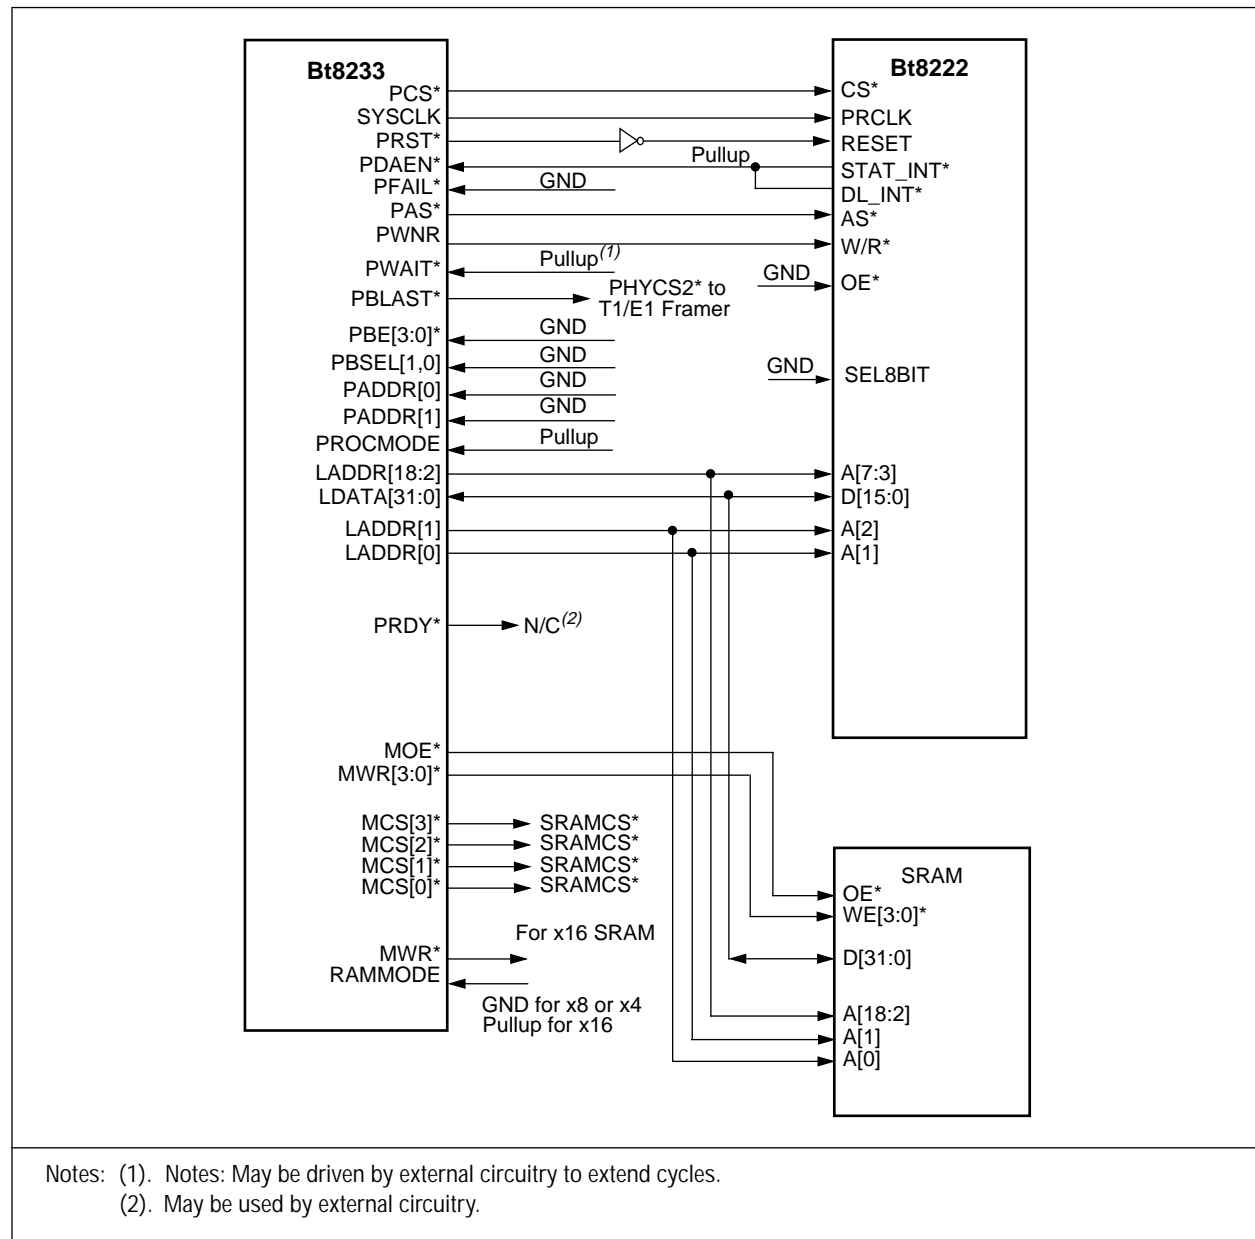 Bt8233
PCS*
SYSCLK
PRST*
PDAEN*
PFAIL*
PAS*
PWNR
PWAIT*
PBLAST*
PBE[3:0]*
PBSEL[1,0]
PADDR[0]
PADDR[1]
PROCMODE
LADDR[18:2]
LDATA[31:0]
LADDR[1]
LADDR[0]
PRDY*
MOE*
MWR[3:0]*
MCS[3]*
MCS[2]*
MCS[1]*
MCS[0]*
MWR*
RAMMODE
Pullup
GND
Pullup(1)
PHYCS2* to
T1/E1 Framer
GND
GND
GND
GND
Pullup
N/C(2)
SRAMCS*
SRAMCS*
SRAMCS*
SRAMCS*
For x16 SRAM
GND for x8 or x4
Pullup for x16
GND
GND
Bt8222
CS*
PRCLK
RESET
STAT_INT*
DL_INT*
AS*
W/R*
OE*
SEL8BIT
A[7:3]
D[15:0]
A[2]
A[1]
SRAM
OE*
WE[3:0]*
D[31:0]
A[18:2]
A[1]
A[0]
Notes: (1). Notes: May be driven by external circuitry to extend cycles.
(2). May be used by external circuitry.